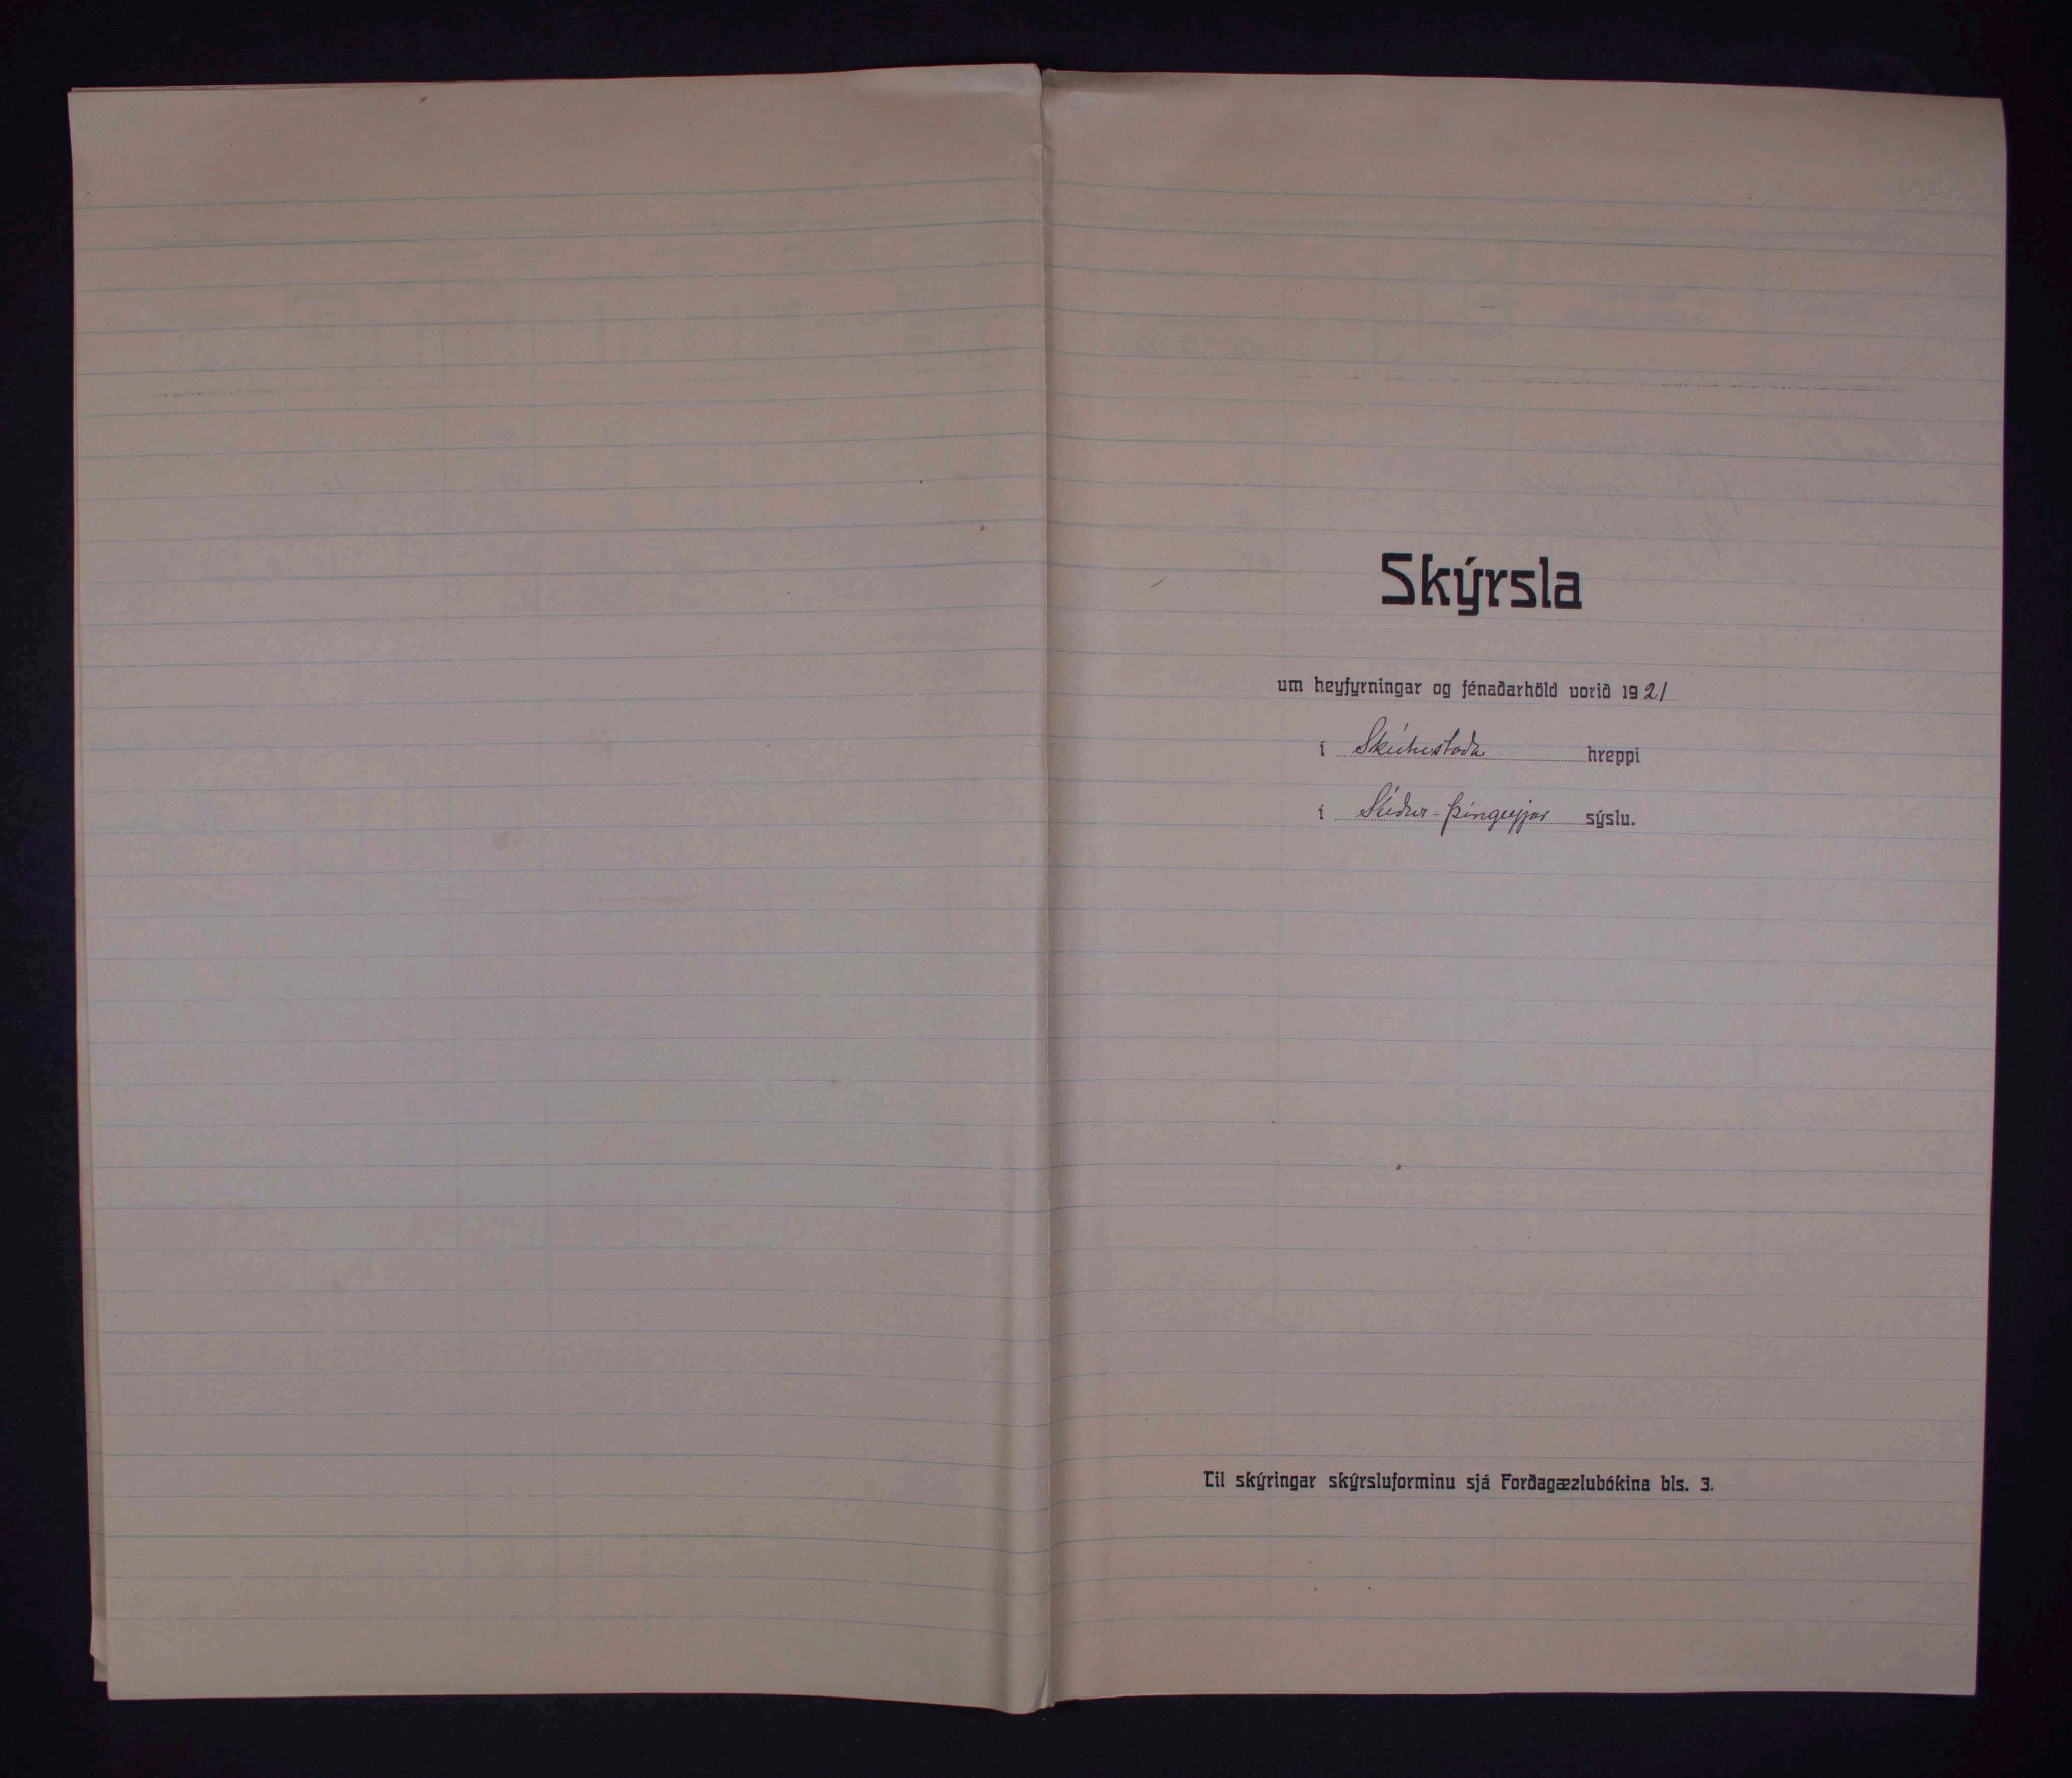 Skýrsla
um heyfyrningar og fénaðarhöld vorið 1921
í Skútustaða hreppi
í Suður-Þingeyjar sýslu.
Til skýringar skýrsluforminu sjá Forðagæzlubókina bls. 3.